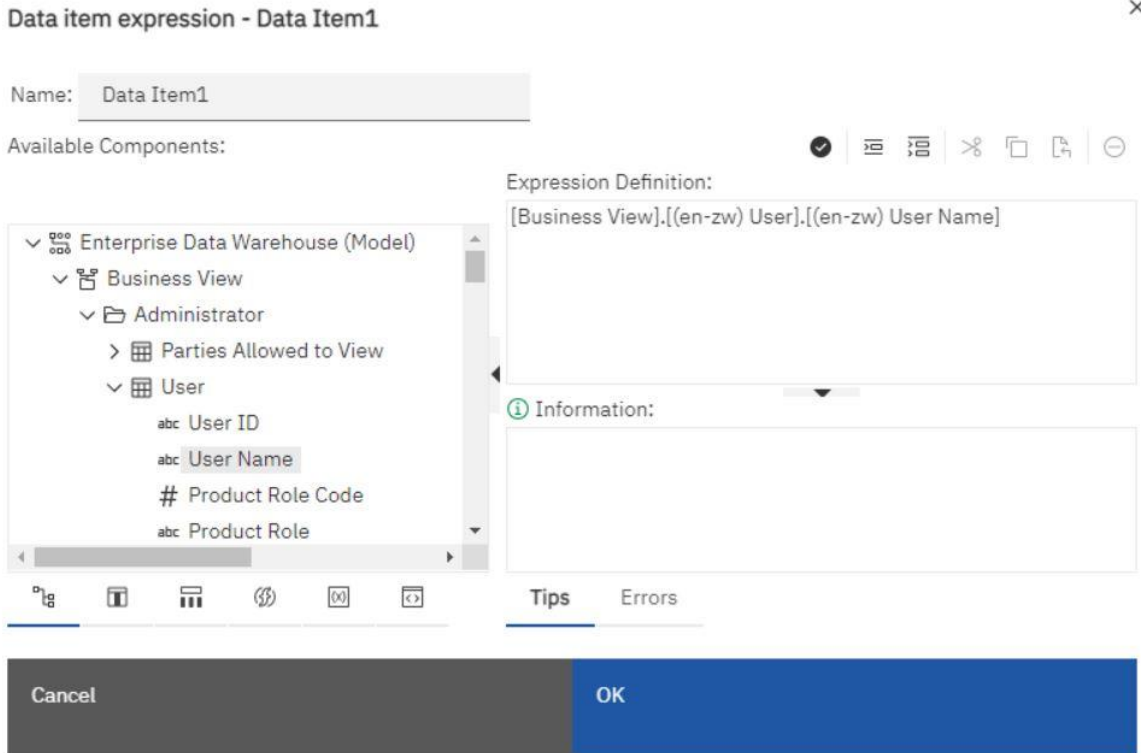 Data item expression - Data Item1
Name: Data Item1
Available Components:
Expression Definition:
[Business View].[(en-zw) User].[(en-zw) User Name]
Enterprise Data Warehouse (Model)
Business View
Administrator
Parties Allowed to View
User
abc User ID
abc User Name
# Product Role Code
abc Product Role
Information:
Tips Errors
Cancel OK